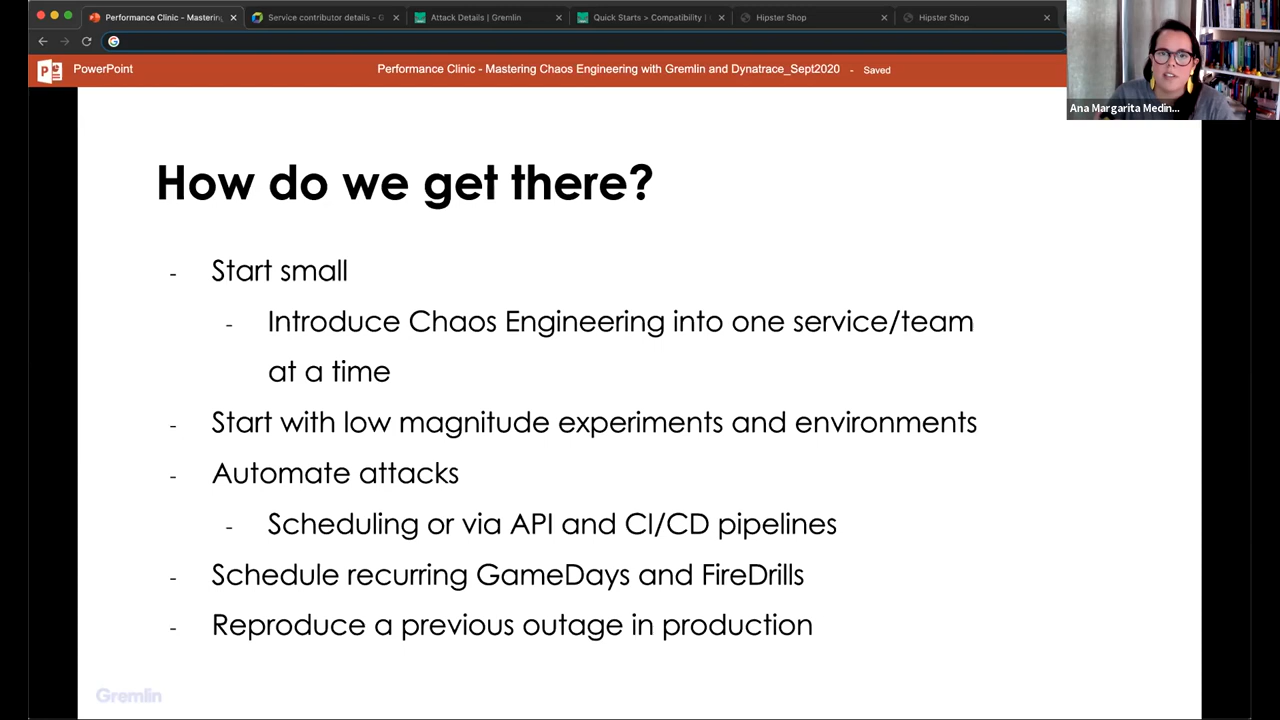 Performance Clinic - Mastering
Service contributor details - G
Attack Details | Gremlin
Quick Starts > Compatibility |
Hipster Shop
Hipster Shop
PowerPoint
Performance Clinic - Mastering Chaos Engineering with Gremlin and Dynatrace_Sept2020 - Saved
Ana Margarita Medin...
How do we get there?
- Start small
- Introduce Chaos Engineering into one service/team
at a time
- Start with low magnitude experiments and environments
- Automate attacks
- Scheduling or via API and CI/CD pipelines
- Schedule recurring GameDays and FireDrills
- Reproduce a previous outage in production
Gremlin